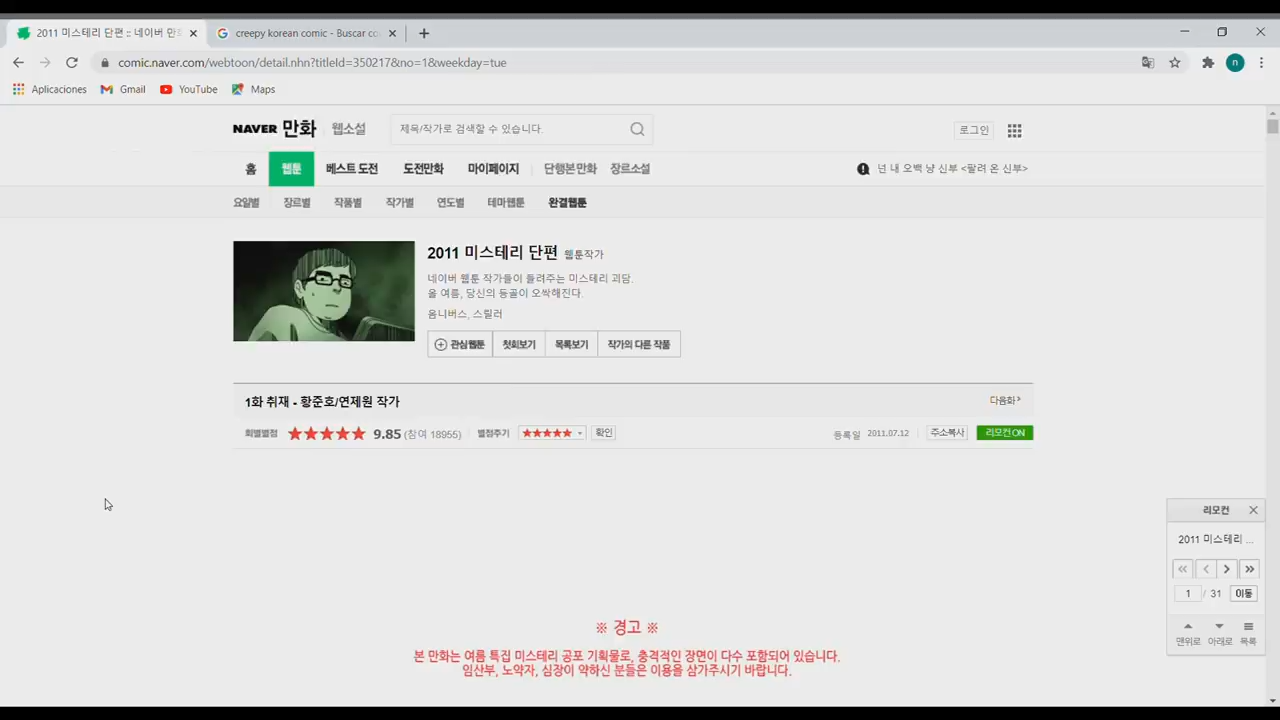 2011 미스테리 단편 :: 네이버 만
creepy korean comic - Buscar co
comic.naver.com/webtoon/detail.nhn?titleId=350217&no=1&weekday=tue
n
Aplicaciones Gmail YouTube Maps
NAVER 만화 웹소설 제목/작가로 검색할 수 있습니다. 로그인
홈 웹툰 베스트 도전 도전만화 마이페이지 단행본 만화 장르소설 넌 내 오백 냥 신부 <팔려 온 신부>
요일별 장르별 작품별 작가별 연도별 테마웹툰 완결웹툰
2011 미스테리 단편 웹툰작가
네이버 웹툰 작가들이 들려주는 미스테리 괴담.
올 여름, 당신의 등골이 오싹해진다.
옴니버스, 스릴러
관심웹툰 첫회보기 목록보기 작가의 다른 작품
1화 취재 - 황준호/연제원 작가 다음화
회별별점 ★★★★★ 9.85 (참여 18955) 별점주기 ★★★★★ 확인 등록일 2011.07.12 주소복사 리모컨 ON
리모컨
2011 미스테리 ...
1 / 31 이동
맨위로 아래로 목록
※ 경고 ※
본 만화는 여름 특집 미스테리 공포 기획물로, 충격적인 장면이 다수 포함되어 있습니다.
임산부, 노약자, 심장이 약하신 분들은 이용을 삼가주시기 바랍니다.